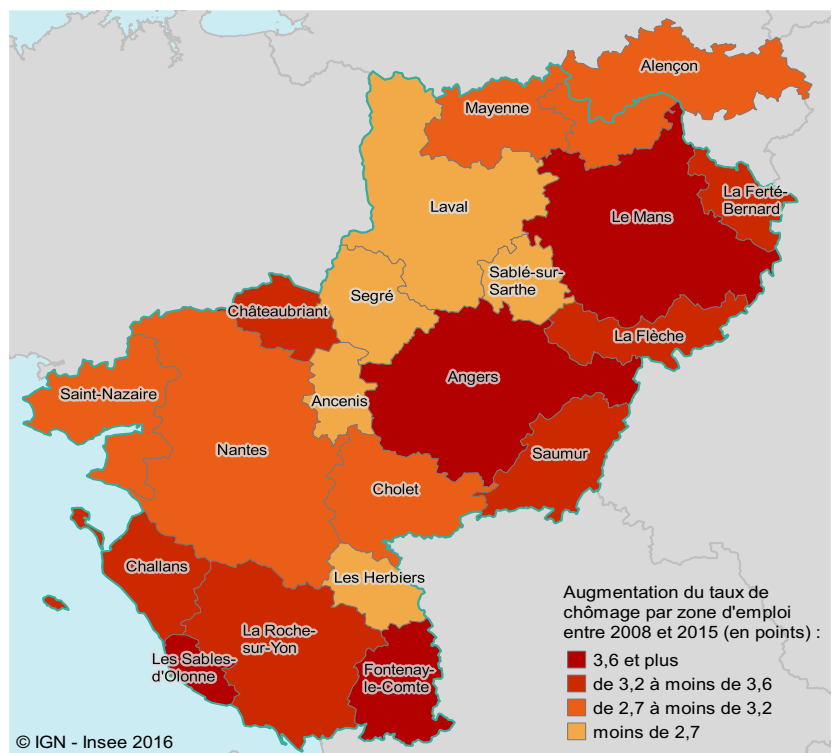 Alençon
Mayenne
La Ferté-
Bernard
Le Mans
Laval
Sablé-sur-
Sarthe
Segré
Châteaubriant
La Flèche
Angers
Saint-Nazaire
Ancenis
Nantes
Saumur
Cholet
Challans
Les Herbiers
La Roche-
sur-Yon
Les Sables-
d'Olonne
Fontenay-
le-Comte
Augmentation du taux de
chômage par zone d'emploi
entre 2008 et 2015 (en points) :
3,6 et plus
de 3,2 à moins de 3,6
de 2,7 à moins de 3,2
moins de 2,7
© IGN - Insee 2016